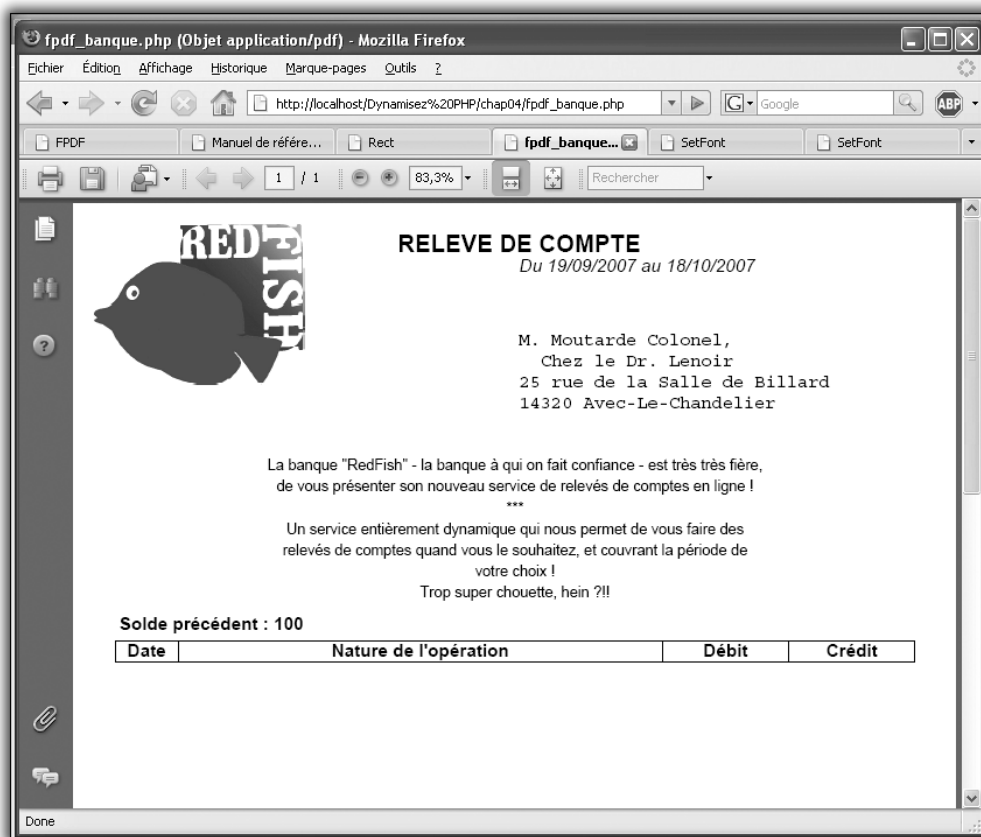 fpdf_banque.php (Objet application/pdf) - Mozilla Firefox
Fichier Édition Affichage Historique Marque-pages Outils ?
http://localhost/Dynamisez%20PHP/chap04/fpdf_banque.php G Google ABP
FPDF Manuel de référe... Rect fpdf_banque... SetFont SetFont
1 / 1 83,3% Rechercher
RED FISH
RELEVE DE COMPTE
Du 19/09/2007 au 18/10/2007
M. Moutarde Colonel,
Chez le Dr. Lenoir
25 rue de la Salle de Billard
14320 Avec-Le-Chandelier
La banque "RedFish" - la banque à qui on fait confiance - est très très fière,
de vous présenter son nouveau service de relevés de comptes en ligne !
***
Un service entièrement dynamique qui nous permet de vous faire des
relevés de comptes quand vous le souhaitez, et couvrant la période de
votre choix !
Trop super chouette, hein ?!!
Solde précédent : 100
Date Nature de l'opération Débit Crédit
Done